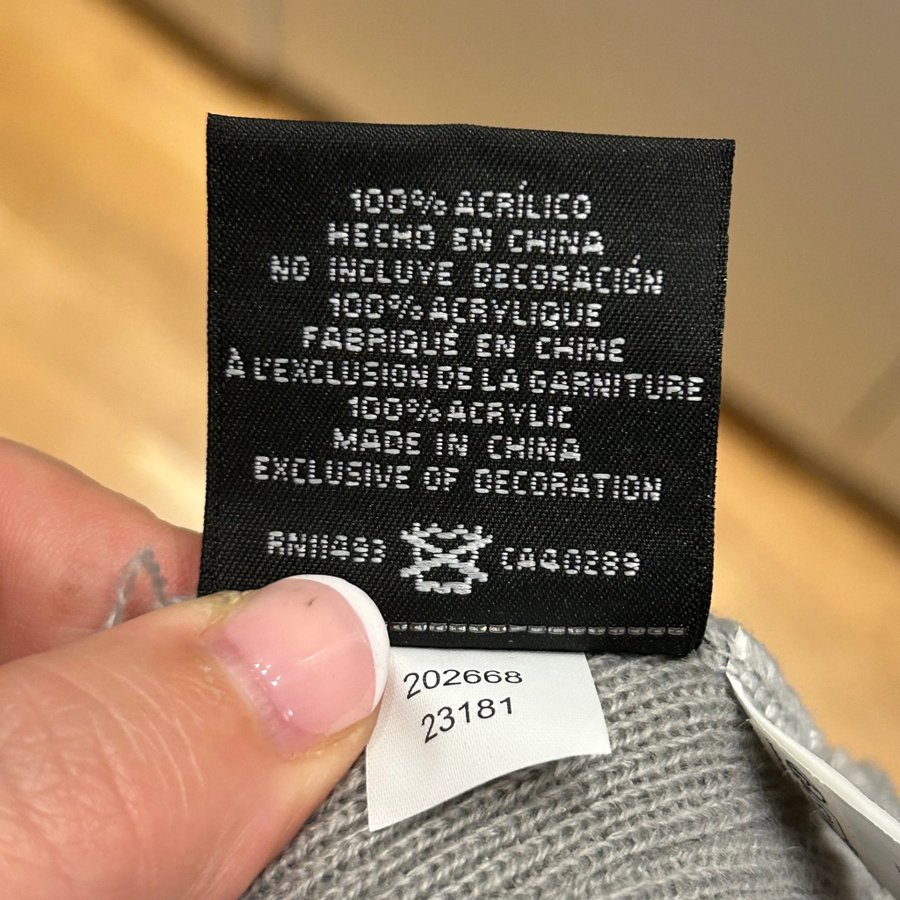 100% ACRÍLICO
HECHO EN CHINA
NO INCLUYE DECORACIÓN
100% ACRYLIQUE
FABRIQUÉ EN CHINE
À L'EXCLUSION DE LA GARNITURE
100% ACRYLIC
MADE IN CHINA
EXCLUSIVE OF DECORATION
CA40289
202668
23181